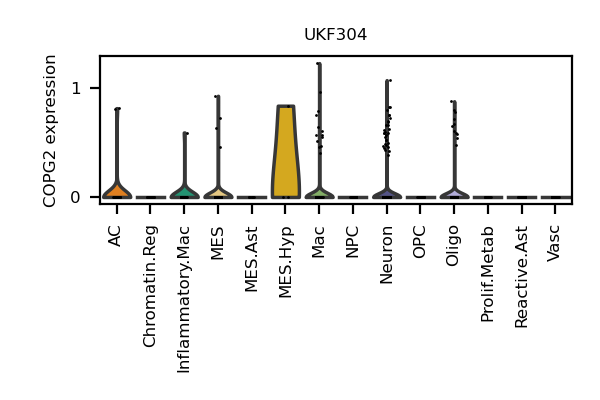 UKF304
COPG2 expression
1
0
AC
Chromatin.Reg
Inflammatory.Mac
MES
MES.Ast
MES.Hyp
Mac
NPC
Neuron
OPC
Oligo
Prolif.Metab
Reactive.Ast
Vasc